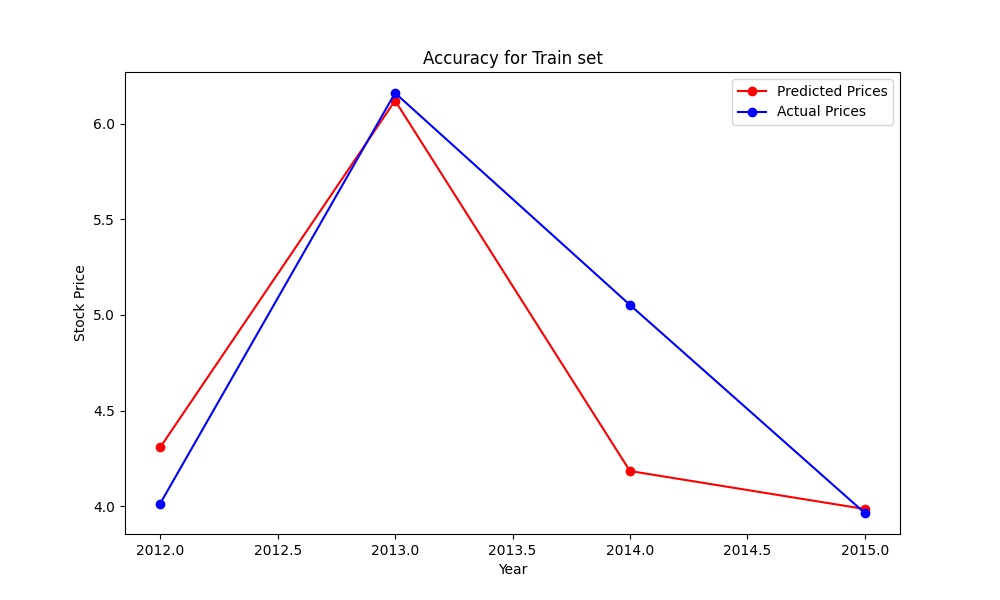 Accuracy for Train set
Predicted Prices
Actual Prices
6.0
5.5
5.0
4.5
4.0
Stock Price
2012.0 2012.5 2013.0 2013.5 2014.0 2014.5 2015.0
Year